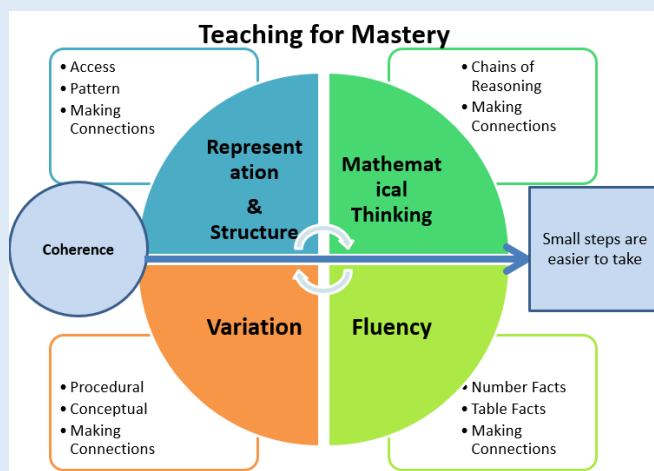 Teaching for Mastery
• Access
• Pattern
• Making
Connections
• Chains of
Reasoning
• Making
Connections
Represent
ation
&
Structure
Mathemat
ical
Thinking
Coherence
Small steps are
easier to take
Variation
Fluency
• Procedural
• Conceptual
• Making
Connections
• Number Facts
• Table Facts
• Making
Connections